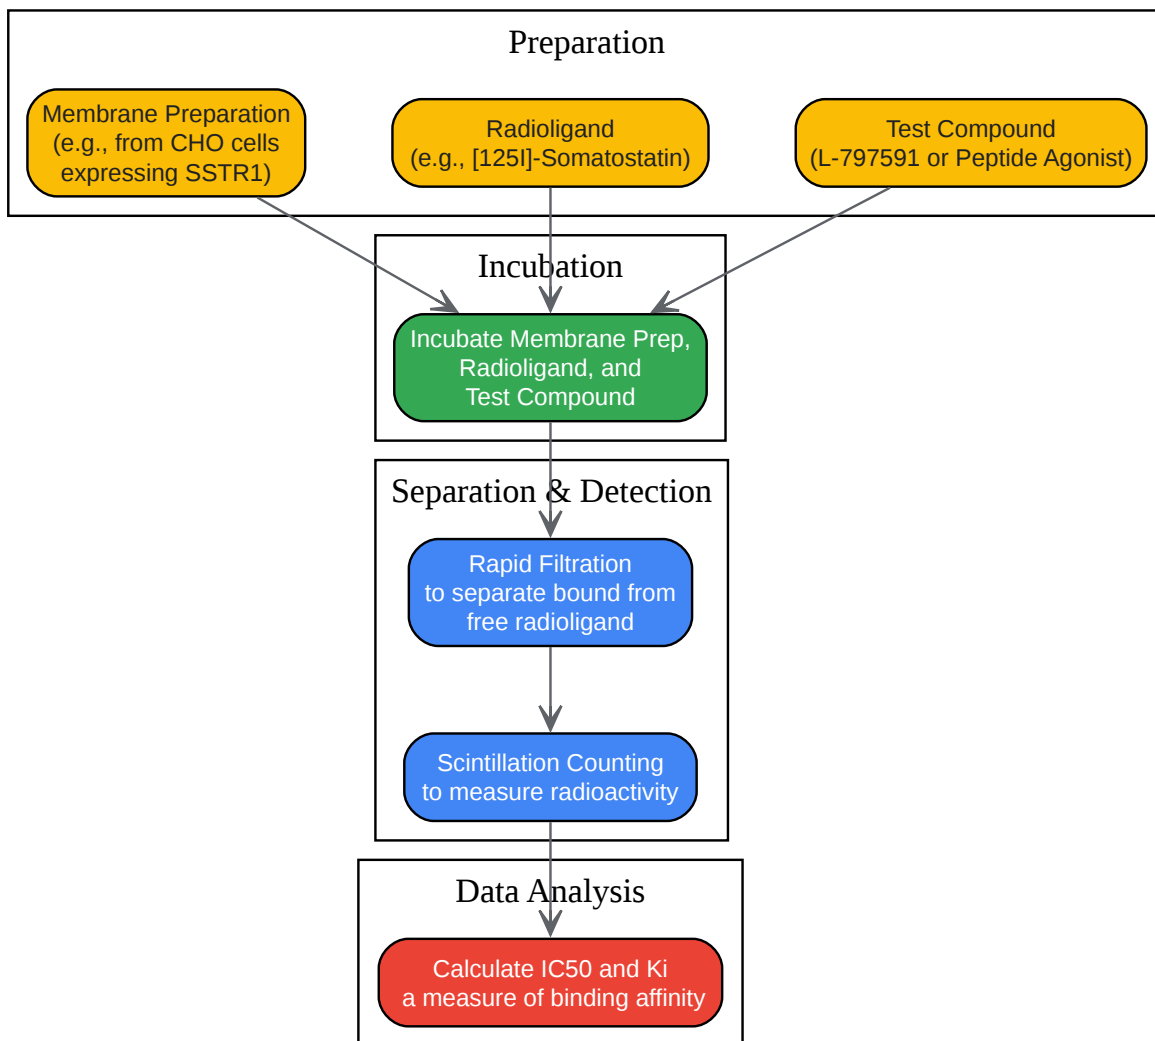 Preparation
Membrane Preparation
(e.g., from CHO cells
expressing SSTR1)
Radioligand
(e.g., [125I]-Somatostatin)
Test Compound
(L-797591 or Peptide Agonist)
Incubation
Incubate Membrane Prep,
Radioligand, and
Test Compound
Separation & Detection
Rapid Filtration
to separate bound from
free radioligand
Scintillation Counting
to measure radioactivity
Data Analysis
Calculate IC50 and Ki
a measure of binding affinity